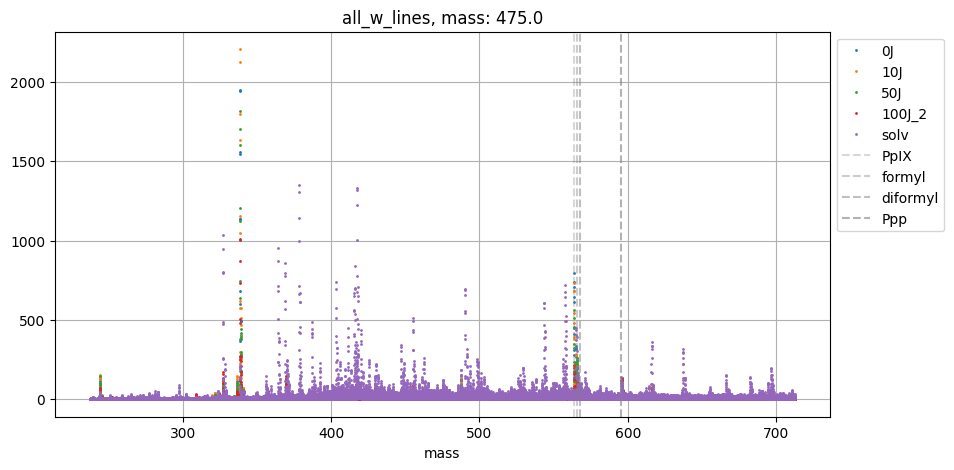 all_w_lines, mass: 475.0
2000
1500
1000
500
0
300
400
500
600
700
mass
0J
10J
50J
100J_2
solv
PpIX
formyl
diformyl
Ppp